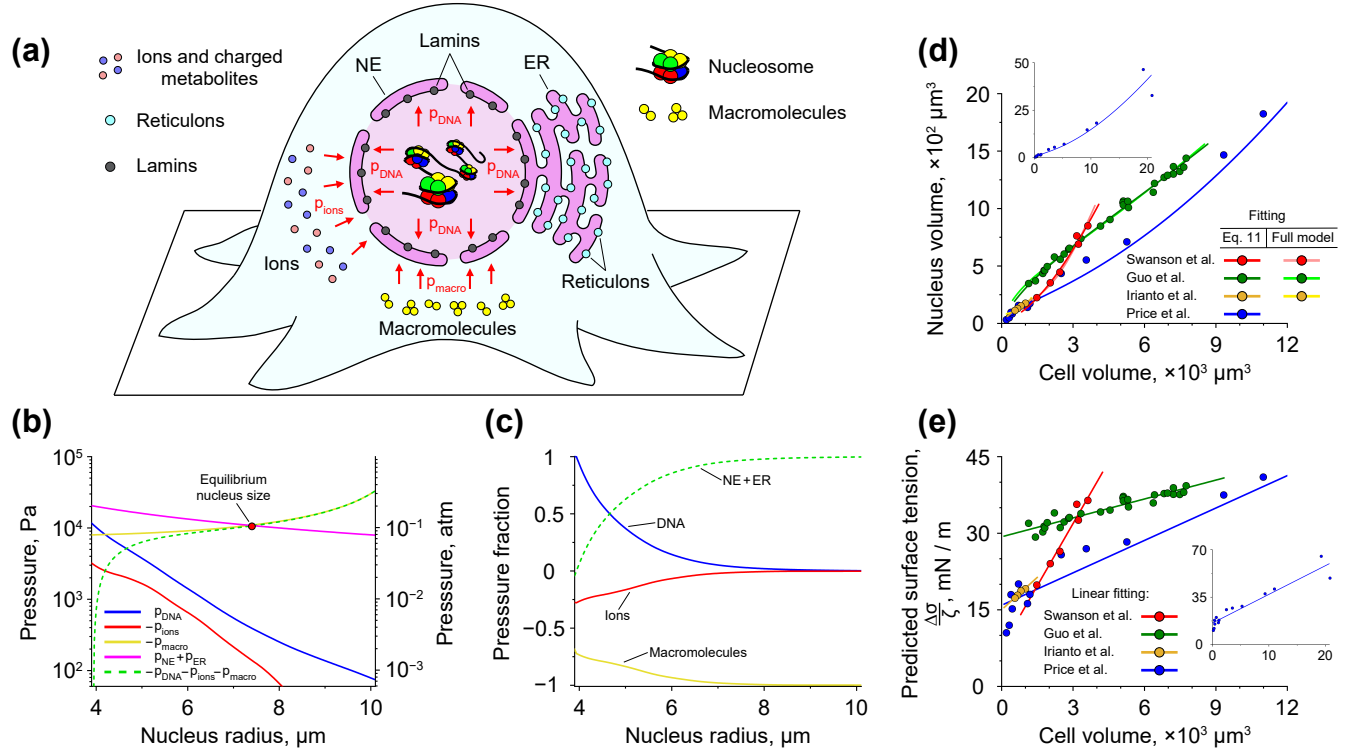 (a)
Ions and charged
metabolites
Reticulons
Lamins
NE
Lamins
ER
Nucleosome
Macromolecules
pDNA
pDNA
pDNA
pDNA
pions
pmacro
Ions
Macromolecules
Reticulons
(b)
Presssure, Pa
10⁵
10⁴
10³
10²
Equilibrium
nucleus size
pDNA
−pions
−pmacro
pNE+pER
−pDNA−pions−pmacro
10⁻¹
10⁻²
10⁻³
Pressure, atm
4 6 8 10
Nucleus radius, µm
(c)
Pressure fraction
1
0.5
0
−0.5
−1
NE+ER
DNA
Ions
Macromolecules
4 6 8 10
Nucleus radius, µm
(d)
Nucleus volume, ×10² µm³
20
15
10
5
0
50
25
0
0 10 20
Fitting
Eq. 11 Full model
Swanson et al.
Guo et al.
Irianto et al.
Price et al.
0 3 6 9 12
Cell volume, ×10³ µm³
(e)
Predicted surface tension,
Δσ/ζ, mN / m
45
30
15
0
70
35
0
0 10 20
Linear fitting:
Swanson et al.
Guo et al.
Irianto et al.
Price et al.
0 3 6 9 12
Cell volume, ×10³ µm³